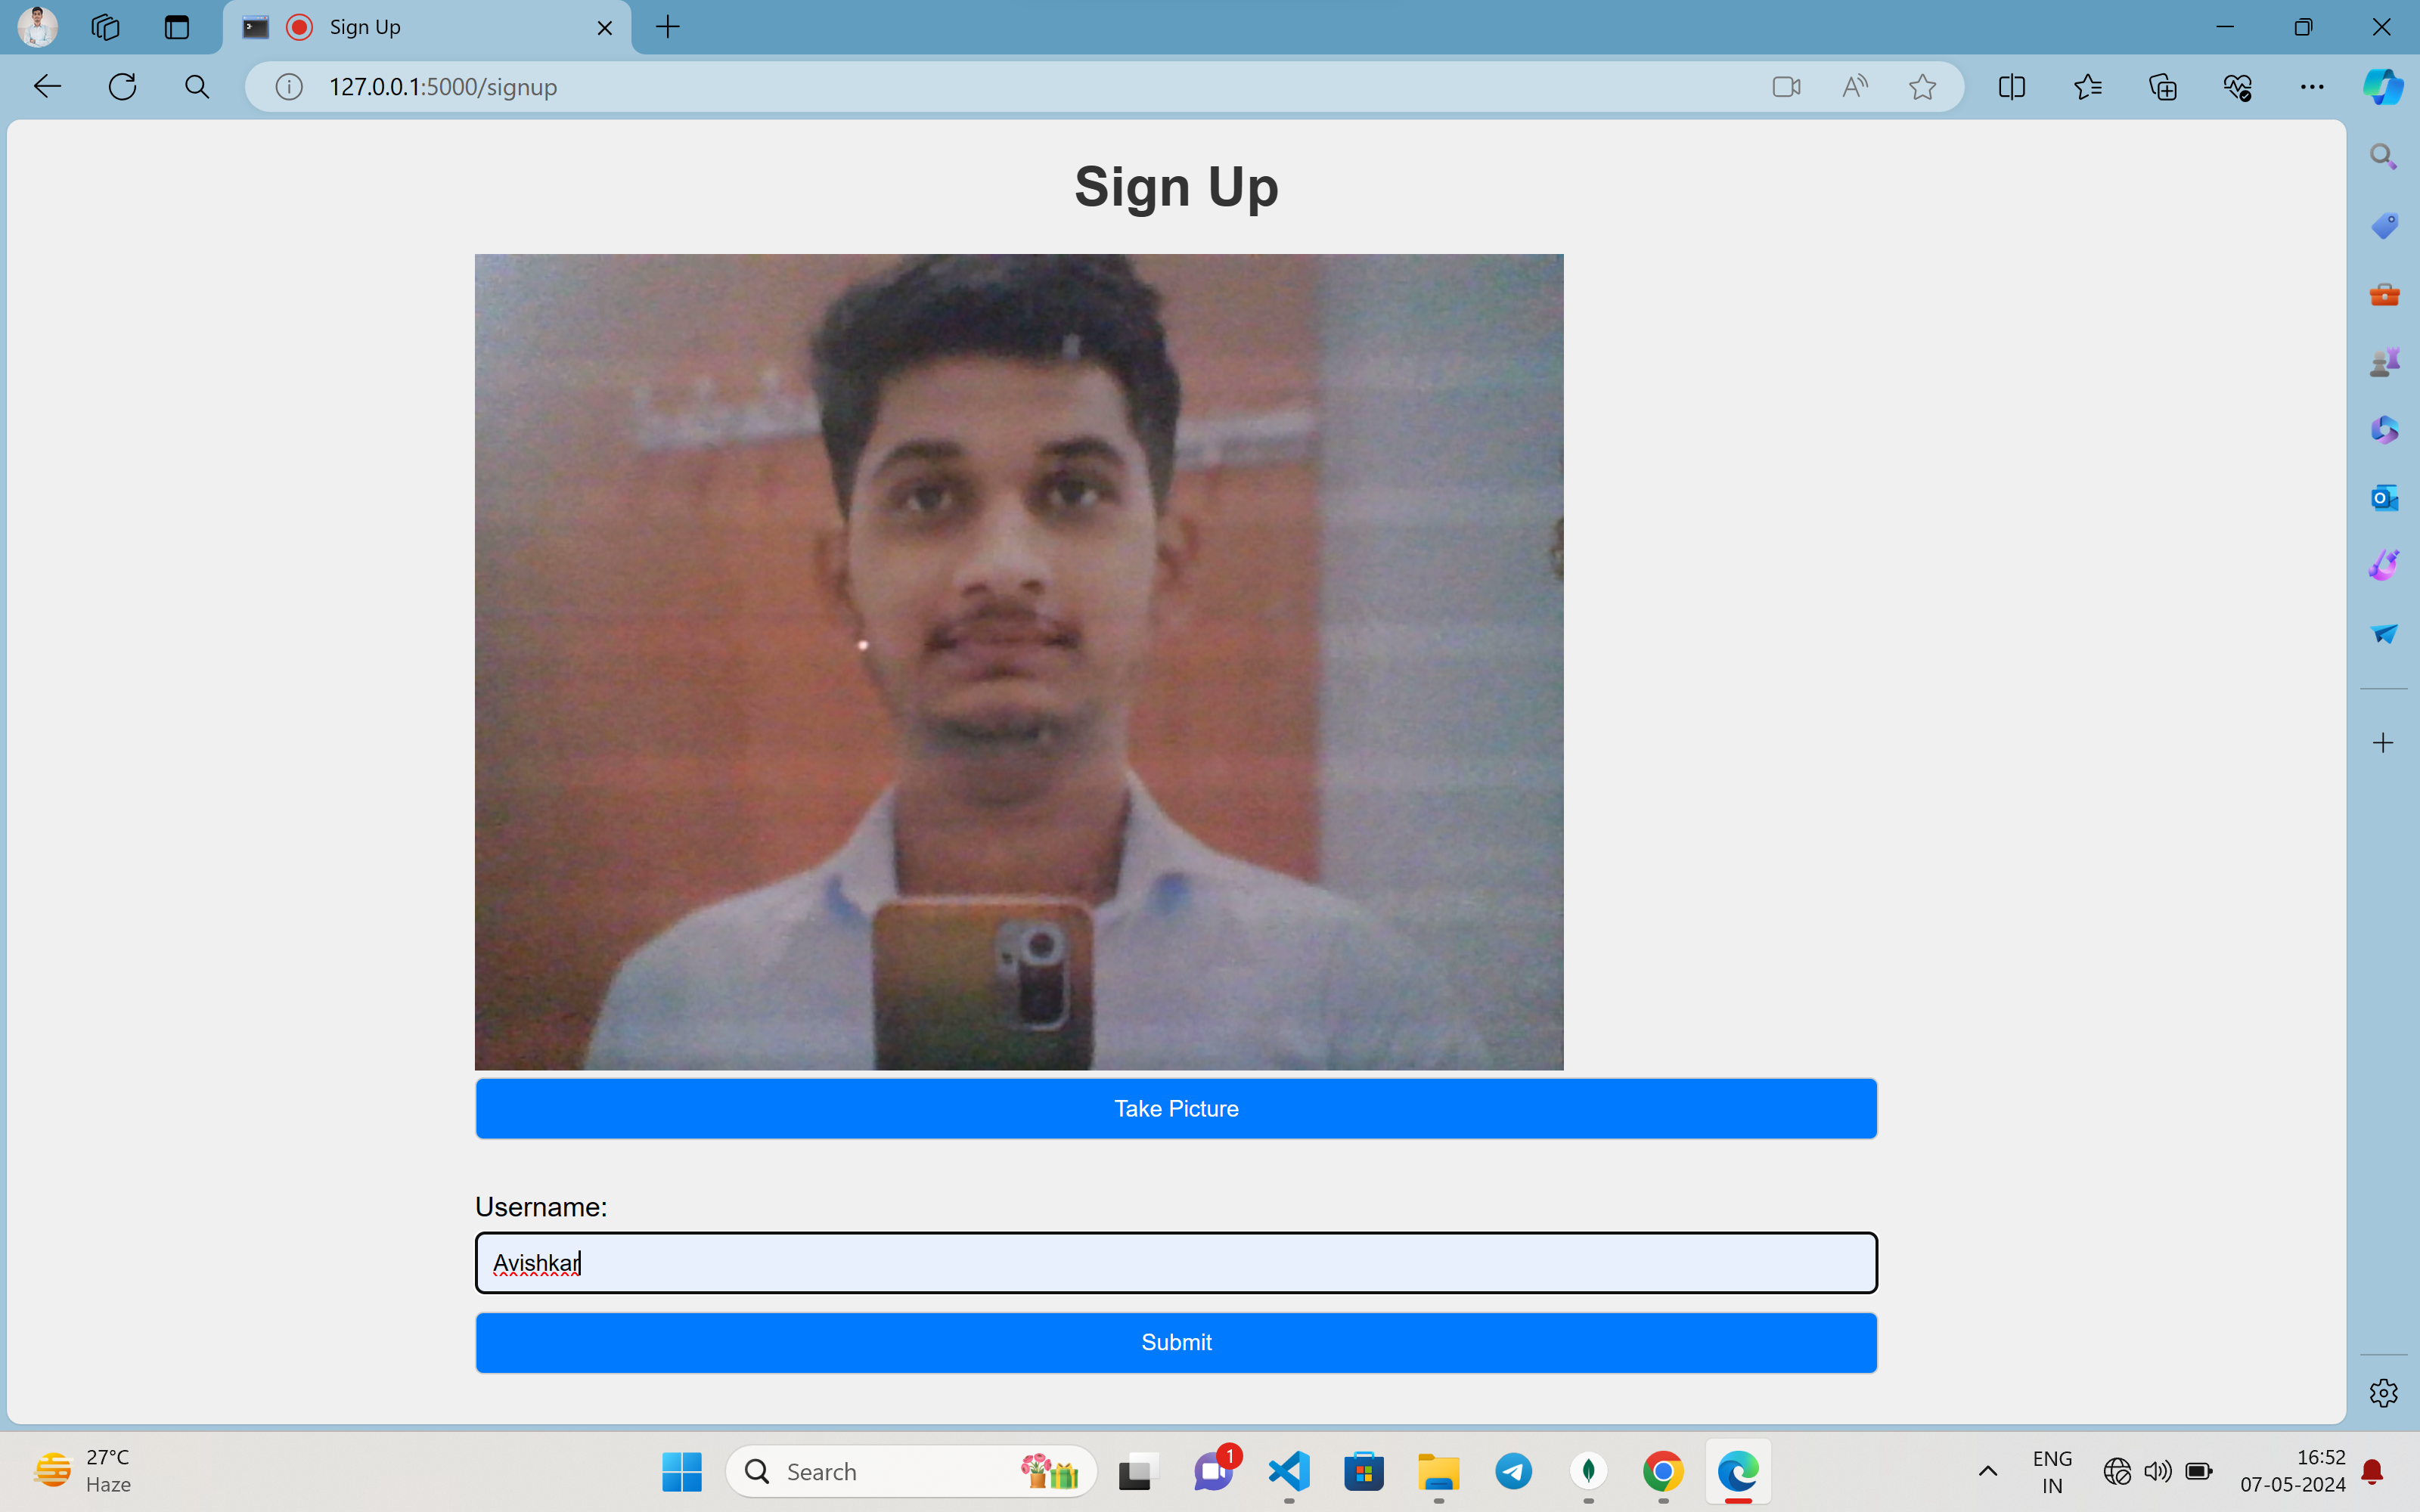 Sign Up
127.0.0.1:5000/signup
Sign Up
Take Picture
Username:
Avishkar
Submit
27°C
Haze
Search
1
ENG
IN
16:52
07-05-2024